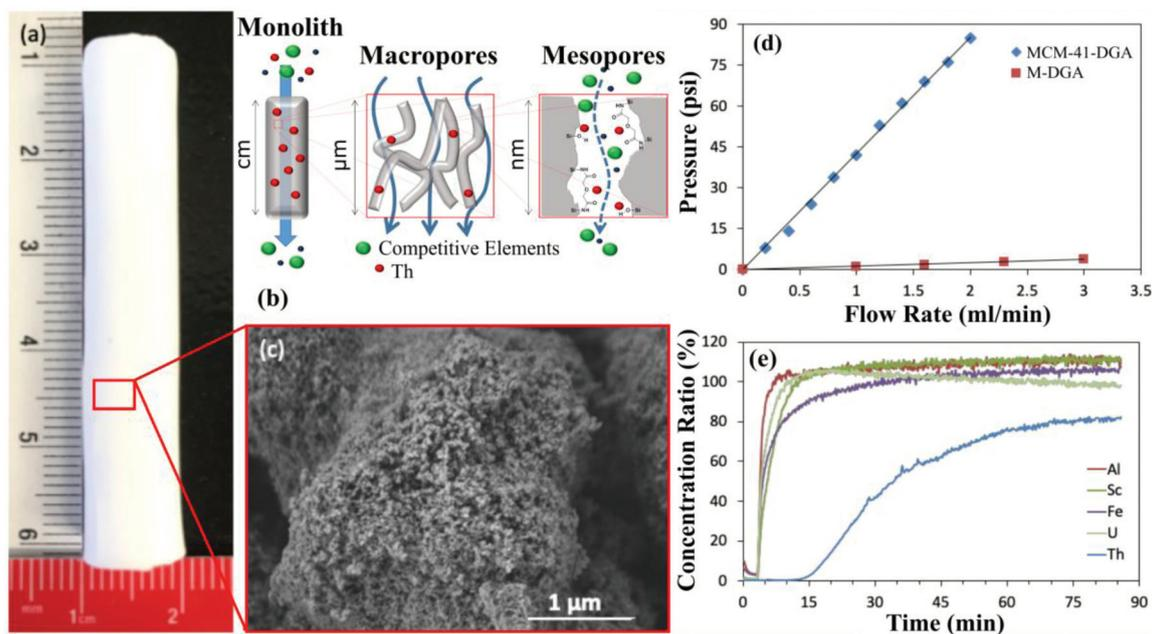 (a)
1
2
3
4
5
6
mm
1cm
2
Monolith
Macropores
Mesopores
cm
μm
nm
Competitive Elements
Th
(b)
(c)
1 μm
(d)
Pressure (psi)
90
75
60
45
30
15
0
0 0.5 1 1.5 2 2.5 3 3.5
Flow Rate (ml/min)
MCM-41-DGA
M-DGA
(e)
Concentration Ratio (%)
120
100
80
60
40
20
0
0 15 30 45 60 75 90
Time (min)
Al
Sc
Fe
U
Th